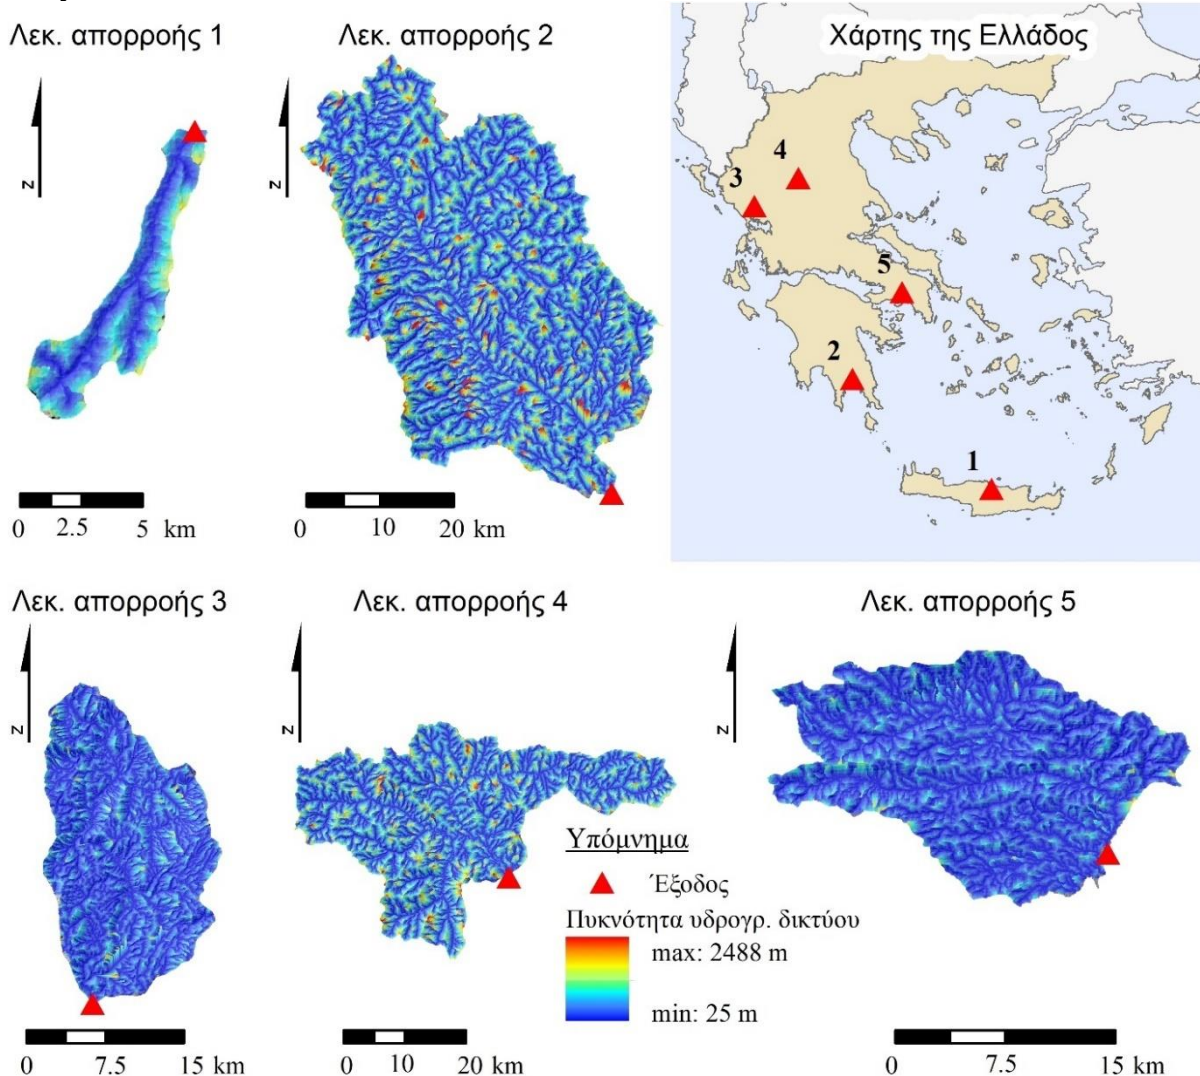 Λεκ. απορροής 1
Λεκ. απορροής 2
Χάρτης της Ελλάδος
4
3
5
2
1
N
N
0 2.5 5 km
0 10 20 km
Λεκ. απορροής 3
Λεκ. απορροής 4
Λεκ. απορροής 5
N
N
N
Υπόμνημα
Έξοδος
Πυκνότητα υδρογρ. δικτύου
max: 2488 m
min: 25 m
0 7.5 15 km
0 10 20 km
0 7.5 15 km